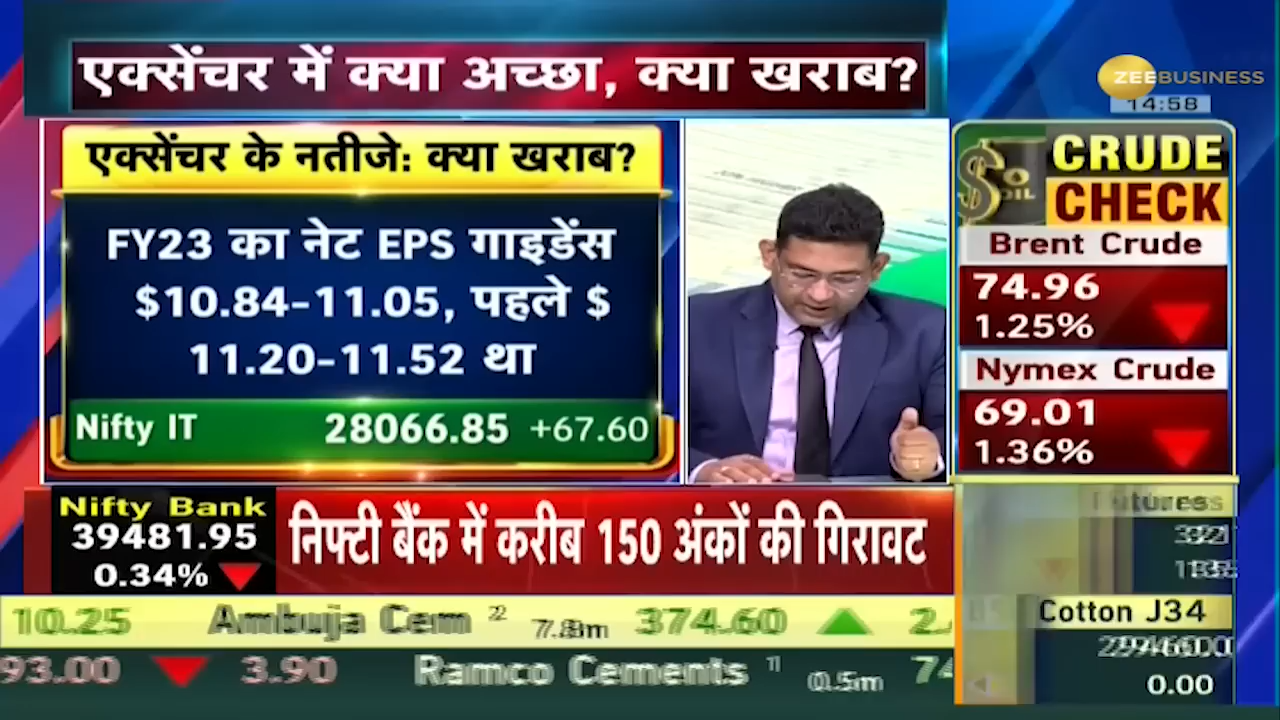 एक्सेंचर में क्या अच्छा, क्या खराब?
ZEEBUSINESS
14:58
एक्सेंचर के नतीजे: क्या खराब?
FY23 का नेट EPS गाइडेंस
$10.84-11.05, पहले $
11.20-11.52 था
Nifty IT 28066.85 +67.60
OIL
CRUDE
CHECK
Brent Crude
74.96
1.25%
Nymex Crude
69.01
1.36%
Nifty Bank
39481.95
0.34%
निफ्टी बैंक में करीब 150 अंकों की गिरावट
Futures
Cotton J34
0.00
10.25 Ambuja Cem 374.60 2.
93.00 3.90 Ramco Cements 0.5m 74